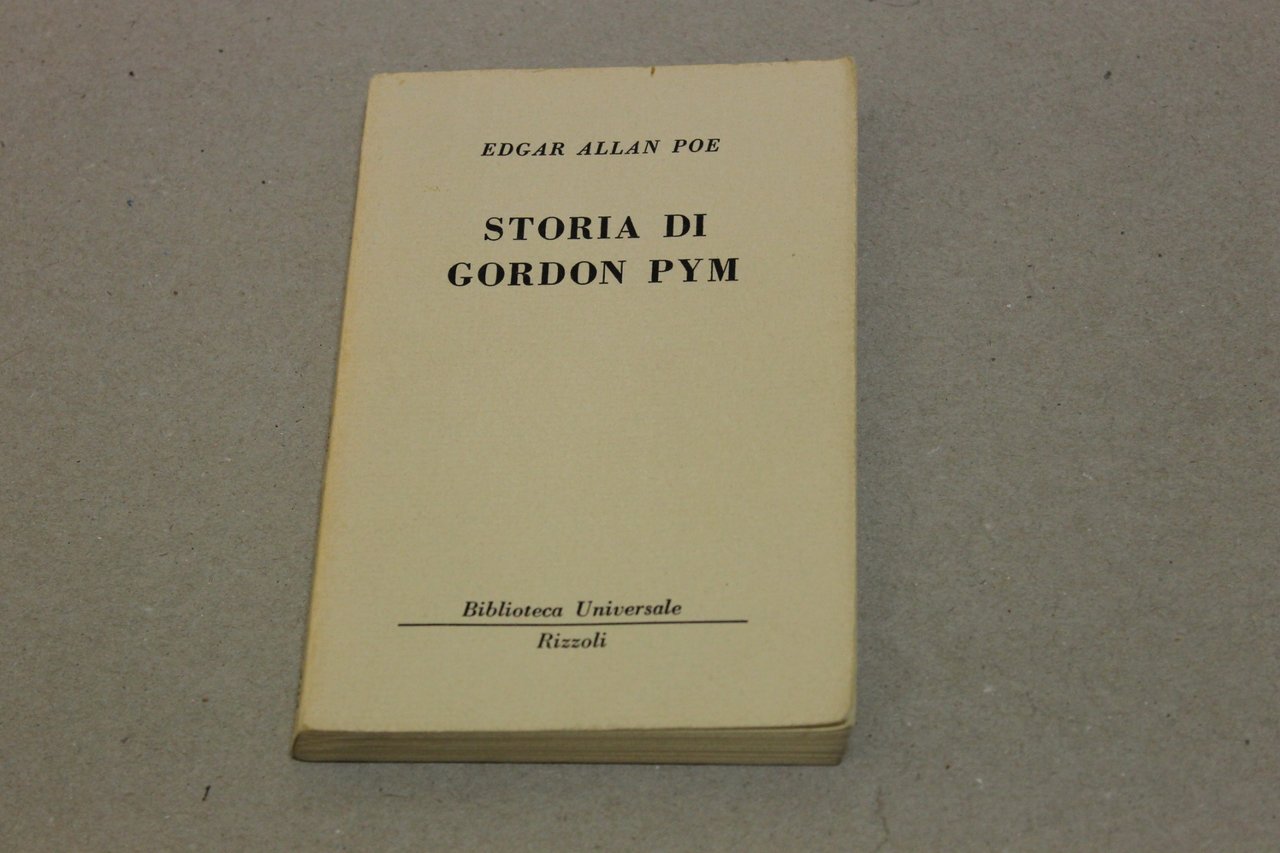 EDGAR ALLAN POE
STORIA DI
GORDON PYM
Biblioteca Universale
Rizzoli